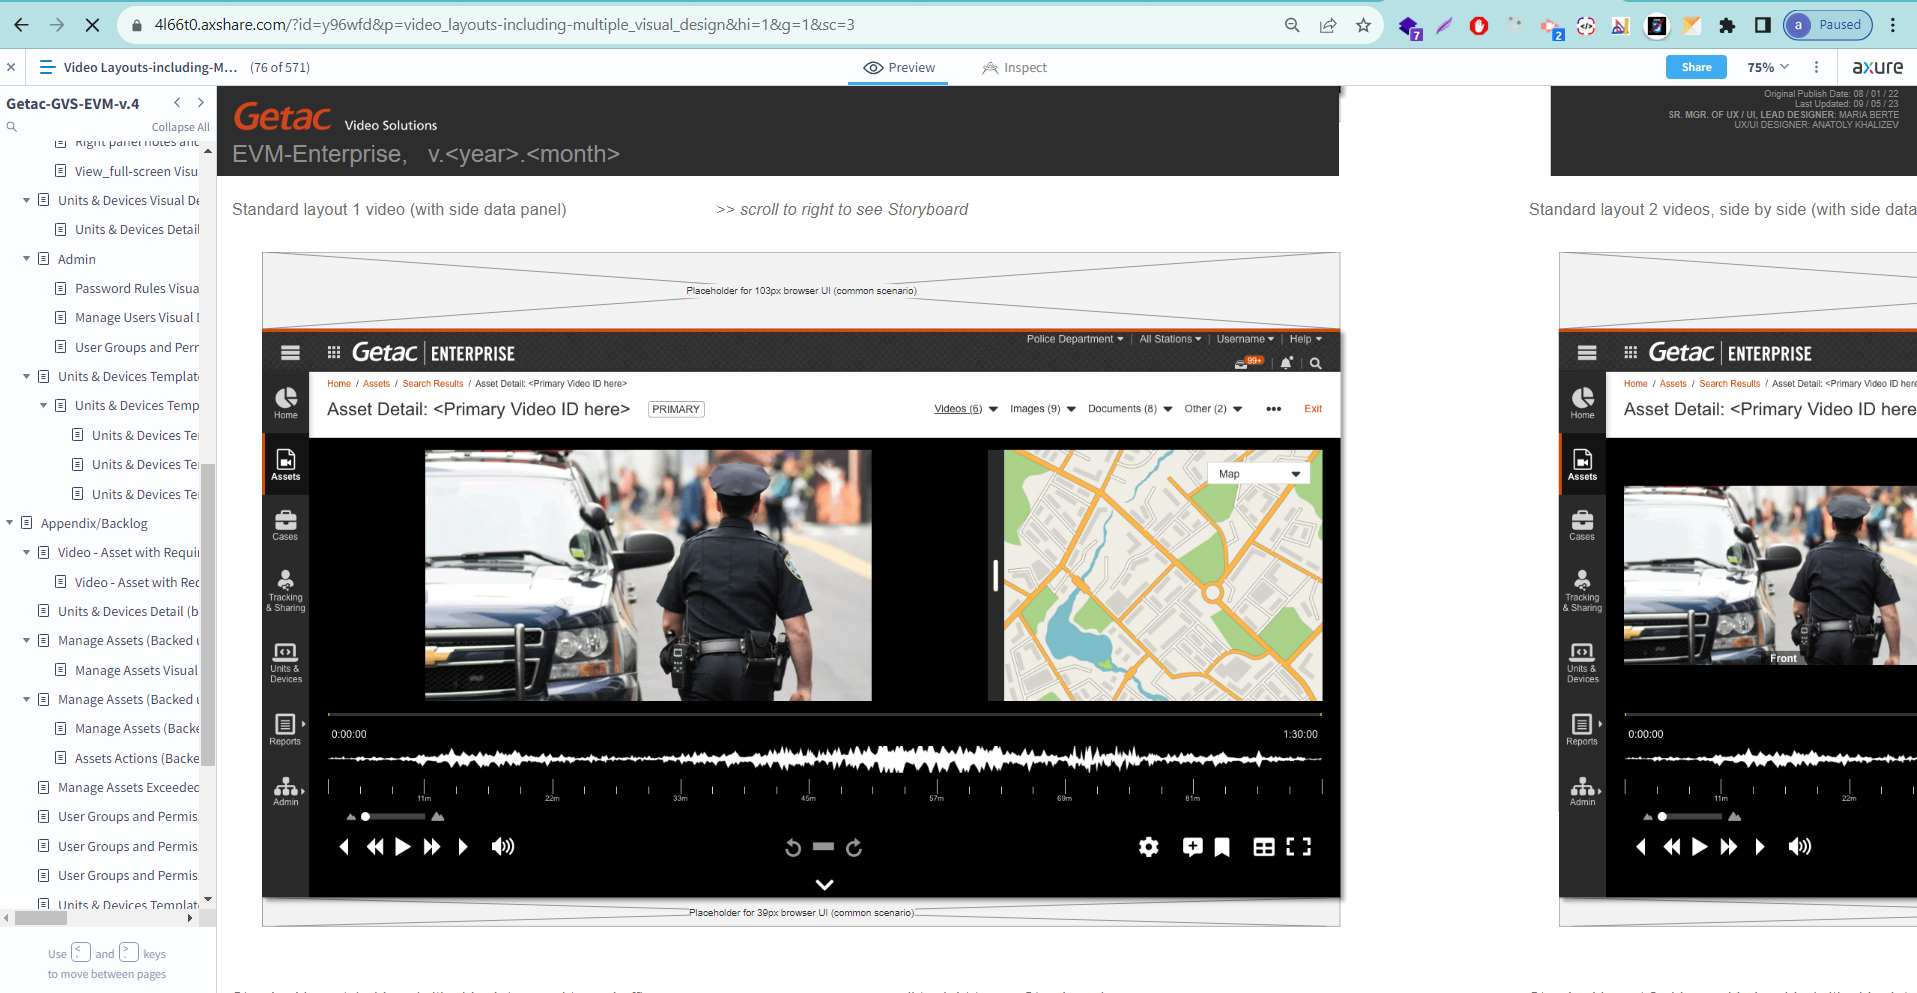 4l66t0.axshare.com/?id=y96wfd&p=video_layouts-including-multiple_visual_design&hi=1&g=1&sc=3
7
2
a
Paused
Video Layouts-including-M... (76 of 571)
Preview
Inspect
Share
75%
axure
Getac-GVS-EVM-v.4
Collapse All
Right panel notes and
View_full-screen Visu
Units & Devices Visual De
Units & Devices Detail
Admin
Password Rules Visua
Manage Users Visual
User Groups and Perr
Units & Devices Templat
Units & Devices Temp
Units & Devices Te
Units & Devices Te
Units & Devices Te
Appendix/Backlog
Video - Asset with Requi
Video - Asset with Rec
Units & Devices Detail (b
Manage Assets (Backed u
Manage Assets Visual
Manage Assets (Backed u
Manage Assets (Backe
Assets Actions (Backe
Manage Assets Exceeded
User Groups and Permis
User Groups and Permis
User Groups and Permis
Units & Devices Templat
Use < , and > . keys
to move between pages
Getac Video Solutions
EVM-Enterprise, v.<year>.<month>
Original Publish Date: 08 / 01 / 22
Last Updated: 09 / 05 / 23
SR. MGR. OF UX / UI, LEAD DESIGNER: MARIA BERTE
UX/UI DESIGNER: ANATOLY KHALIZEV
Standard layout 1 video (with side data panel)
>> scroll to right to see Storyboard
Placeholder for 103px browser UI (common scenario)
Getac ENTERPRISE
Police Department
All Stations
Username
Help
99+
Home / Assets / Search Results / Asset Detail: <Primary Video ID here>
Asset Detail: <Primary Video ID here>
PRIMARY
Videos (6)
Images (9)
Documents (8)
Other (2)
•••
Exit
Home
Assets
Cases
Tracking
& Sharing
Units &
Devices
Reports
Admin
Map
0:00:00
1:30:00
11m
22m
33m
45m
57m
69m
81m
Placeholder for 39px browser UI (common scenario)
Standard layout 2 videos, side by side (with side data
Getac ENTERPRISE
Home / Assets / Search Results / Asset Detail: <Primary Video ID here
Asset Detail: <Primary Video ID here
Home
Assets
Cases
Tracking
& Sharing
Units &
Devices
Reports
Admin
Front
0:00:00
11m
22m